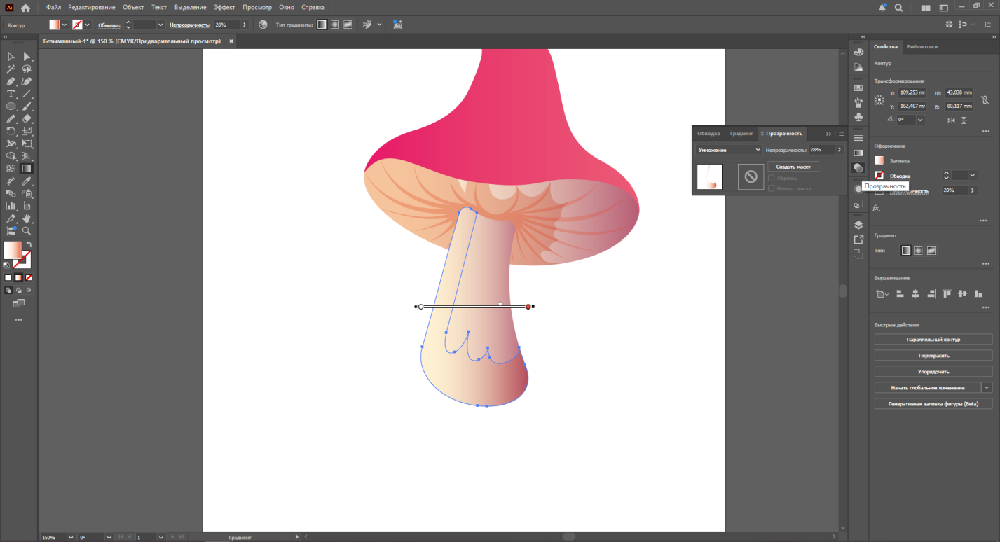 Ai Файл Редактирование Объект Текст Выделение Эффект Просмотр Окно Справка
Контур Обводка: Непрозрачность: 28% Тип градиента:
Безымянный-1* @ 150 % (CMYK/Предварительный просмотр) ×
Свойства Библиотеки
Контур
Трансформирование
X: 109,253 mr Ш: 43,038 mm
Y: 162,467 mr В: 80,117 mm
0°
Оформление
Заливка
Обводка
28%
fx.
Градиент
Тип:
Выравнивание
Быстрые действия
Параллельный контур
Перекрасить
Упорядочить
Начать глобальное изменение
Генеративная заливка фигуры (Beta)
Обводка Градиент Прозрачность
Умножение Непрозрачность: 28%
Создать маску
Обрезка
Инверт. маска
Прозрачность
150% 0° 1 Градиент